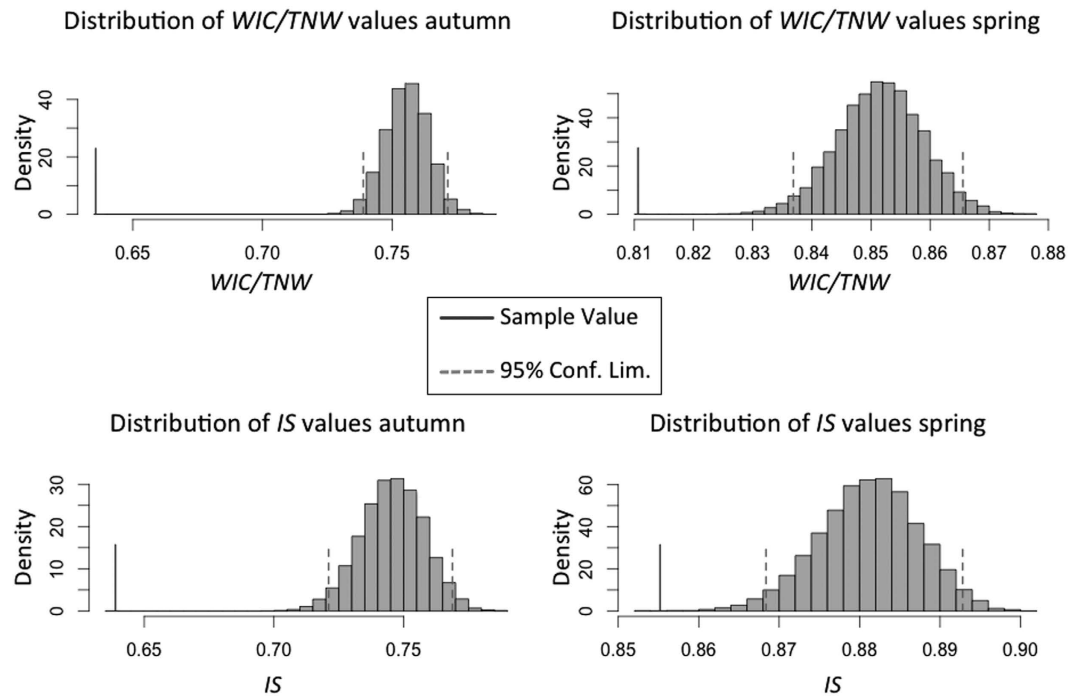 Distribution of WIC/TNW values autumn
Density
0
20
40
0.65 0.70 0.75
WIC/TNW
Distribution of WIC/TNW values spring
Density
0
20
40
0.81 0.82 0.83 0.84 0.85 0.86 0.87 0.88
WIC/TNW
Sample Value
95% Conf. Lim.
Distribution of IS values autumn
Density
0
10
20
30
0.65 0.70 0.75
IS
Distribution of IS values spring
Density
0
20
40
60
0.85 0.86 0.87 0.88 0.89 0.90
IS